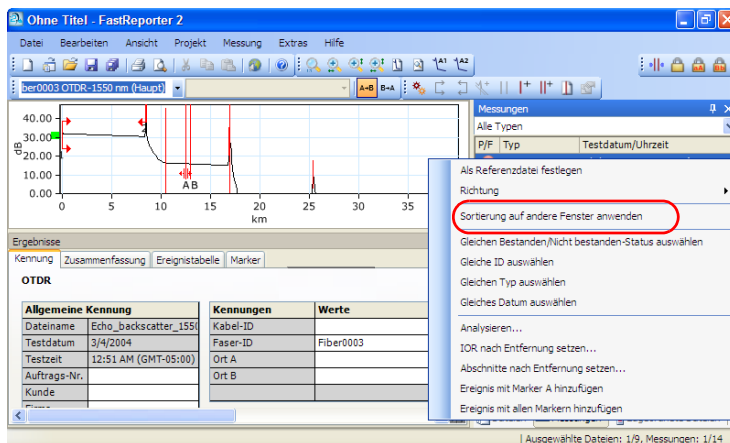 Ohne Titel - FastReporter 2
Datei Bearbeiten Ansicht Projekt Messung Extras Hilfe
ber0003 OTDR-1550 nm (Haupt)
A→B B→A
Messungen
Alle Typen
P/F Typ Testdatum/Uhrzeit
dB
40.00
30.00
20.00
10.00
0.00
A B
0 5 10 15 20 25 30 35
km
Als Referenzdatei festlegen
Richtung
Sortierung auf andere Fenster anwenden
Gleichen Bestanden/Nicht bestanden-Status auswählen
Gleiche ID auswählen
Gleichen Typ auswählen
Gleiches Datum auswählen
Analysieren...
IOR nach Entfernung setzen...
Abschnitte nach Entfernung setzen...
Ereignis mit Marker A hinzufügen
Ereignis mit allen Markern hinzufügen
Ergebnisse
Kennung Zusammenfassung Ereignistabelle Marker
OTDR
Allgemeine Kennung Kennungen Werte
Dateiname Echo_backscatter_1550 Kabel-ID
Testdatum 3/4/2004 Faser-ID Fiber0003
Testzeit 12:51 AM (GMT-05:00) Ort A
Auftrags-Nr. Ort B
Kunde
Ausgewählte Dateien: 1/9, Messungen: 1/14